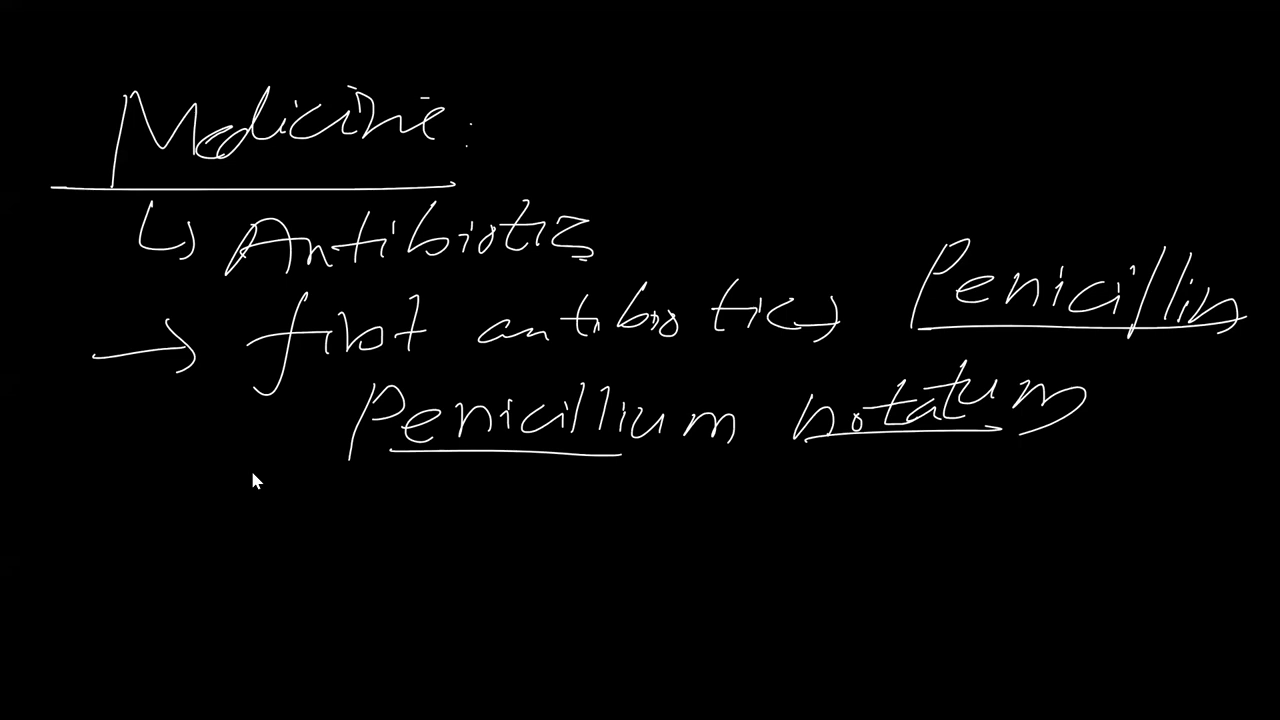 Medicine:
↳ Antibiotics
→ first antibiotic → Penicillin
Penicillium notatum